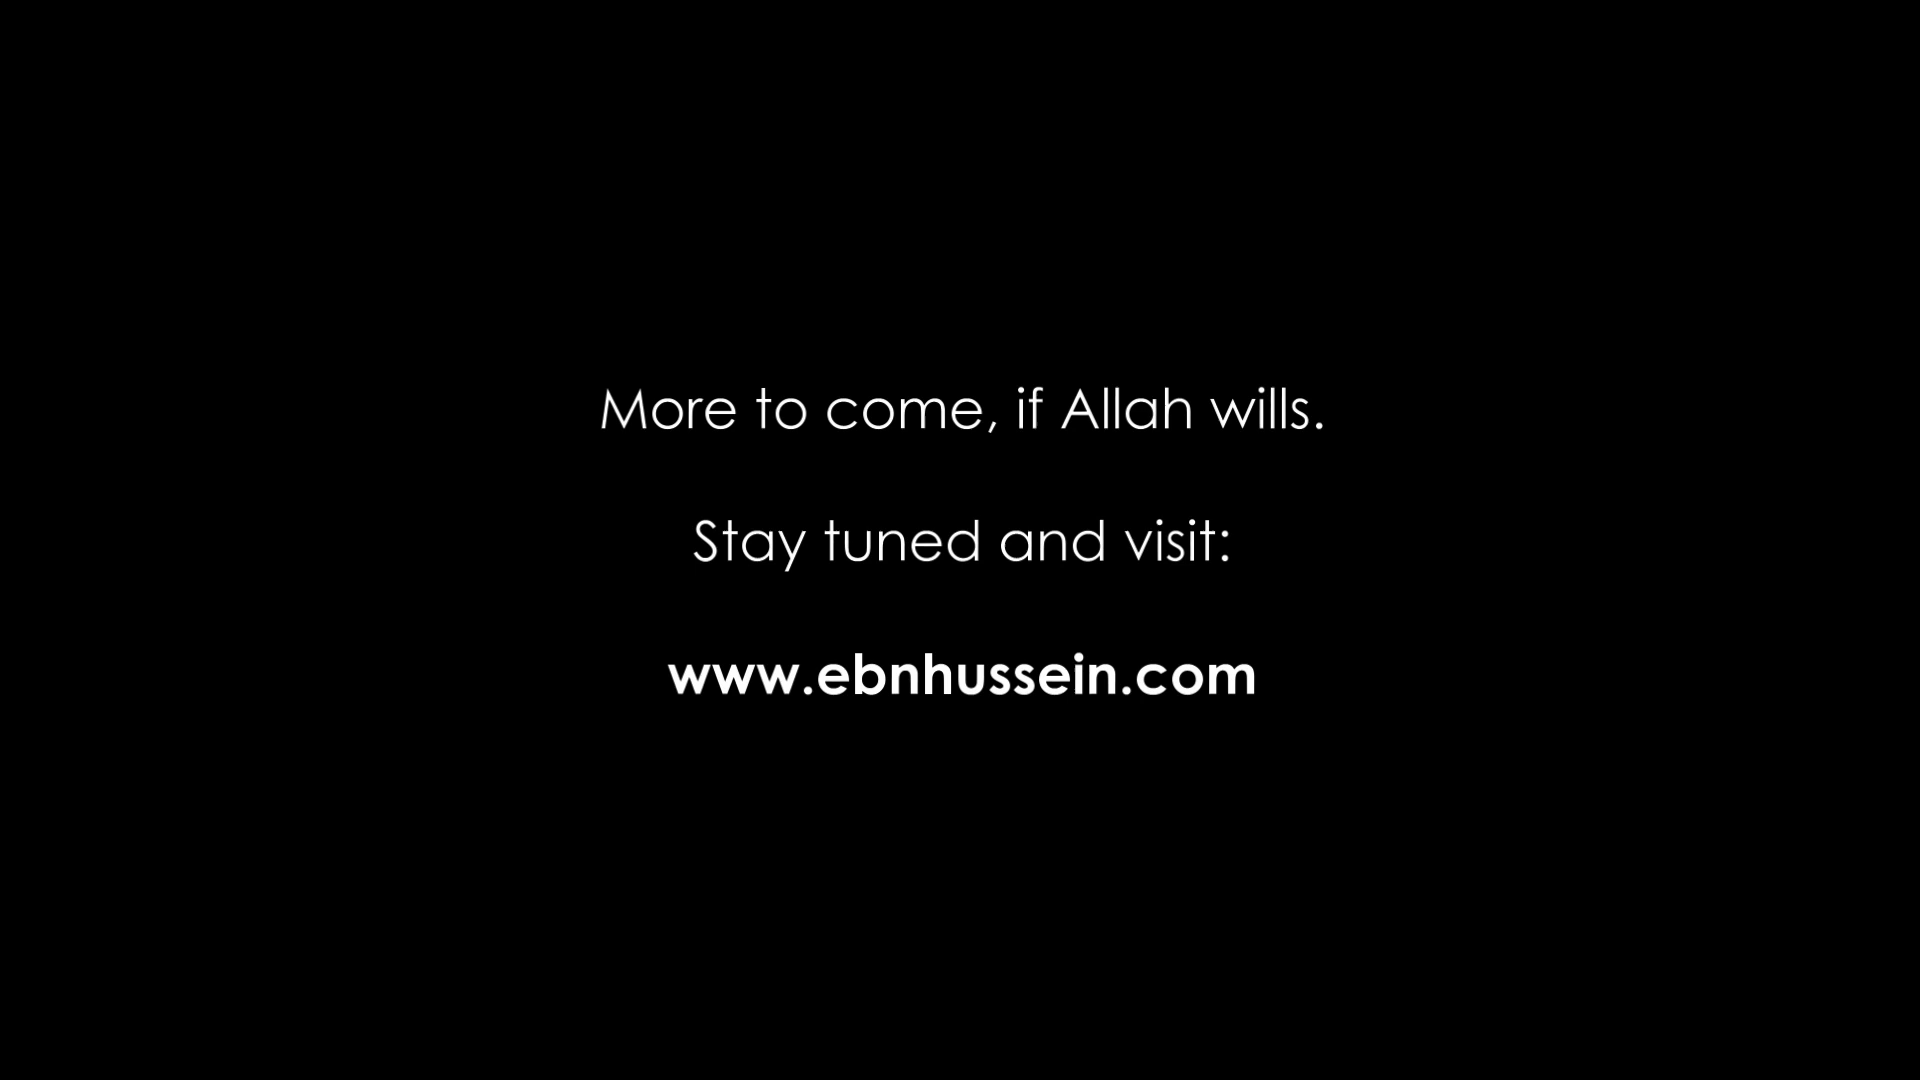 More to come, if Allah wills.
Stay tuned and visit:
www.ebnhussein.com